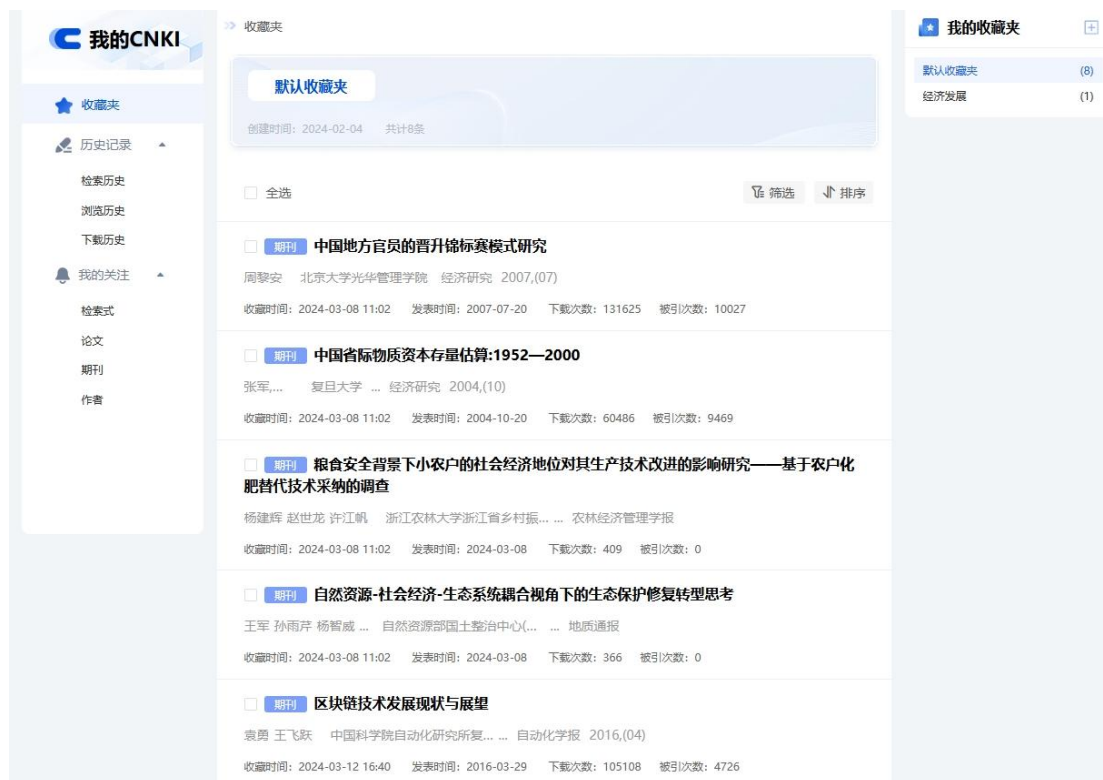 我的CNKI
收藏夹
历史记录
检索历史
浏览历史
下载历史
我的关注
检索式
论文
期刊
作者
收藏夹
默认收藏夹
创建时间：2024-02-04 共计8条
全选 筛选 排序
期刊 中国地方官员的晋升锦标赛模式研究
周黎安 北京大学光华管理学院 经济研究 2007,(07)
收藏时间：2024-03-08 11:02 发表时间：2007-07-20 下载次数：131625 被引次数：10027
期刊 中国省际物质资本存量估算:1952—2000
张军,... 复旦大学 ... 经济研究 2004,(10)
收藏时间：2024-03-08 11:02 发表时间：2004-10-20 下载次数：60486 被引次数：9469
期刊 粮食安全背景下小农户的社会经济地位对其生产技术改进的影响研究——基于农户化
肥替代技术采纳的调查
杨建辉 赵世龙 许江帆 浙江农林大学浙江省乡村振... ... 农林经济管理学报
收藏时间：2024-03-08 11:02 发表时间：2024-03-08 下载次数：409 被引次数：0
期刊 自然资源-社会经济-生态系统耦合视角下的生态保护修复转型思考
王军 孙雨芹 杨智威 ... 自然资源部国土整治中心(... ... 地质通报
收藏时间：2024-03-08 11:02 发表时间：2024-03-08 下载次数：366 被引次数：0
期刊 区块链技术发展现状与展望
袁勇 王飞跃 中国科学院自动化研究所复... ... 自动化学报 2016,(04)
收藏时间：2024-03-12 16:40 发表时间：2016-03-29 下载次数：105108 被引次数：4726
我的收藏夹
默认收藏夹 (8)
经济发展 (1)